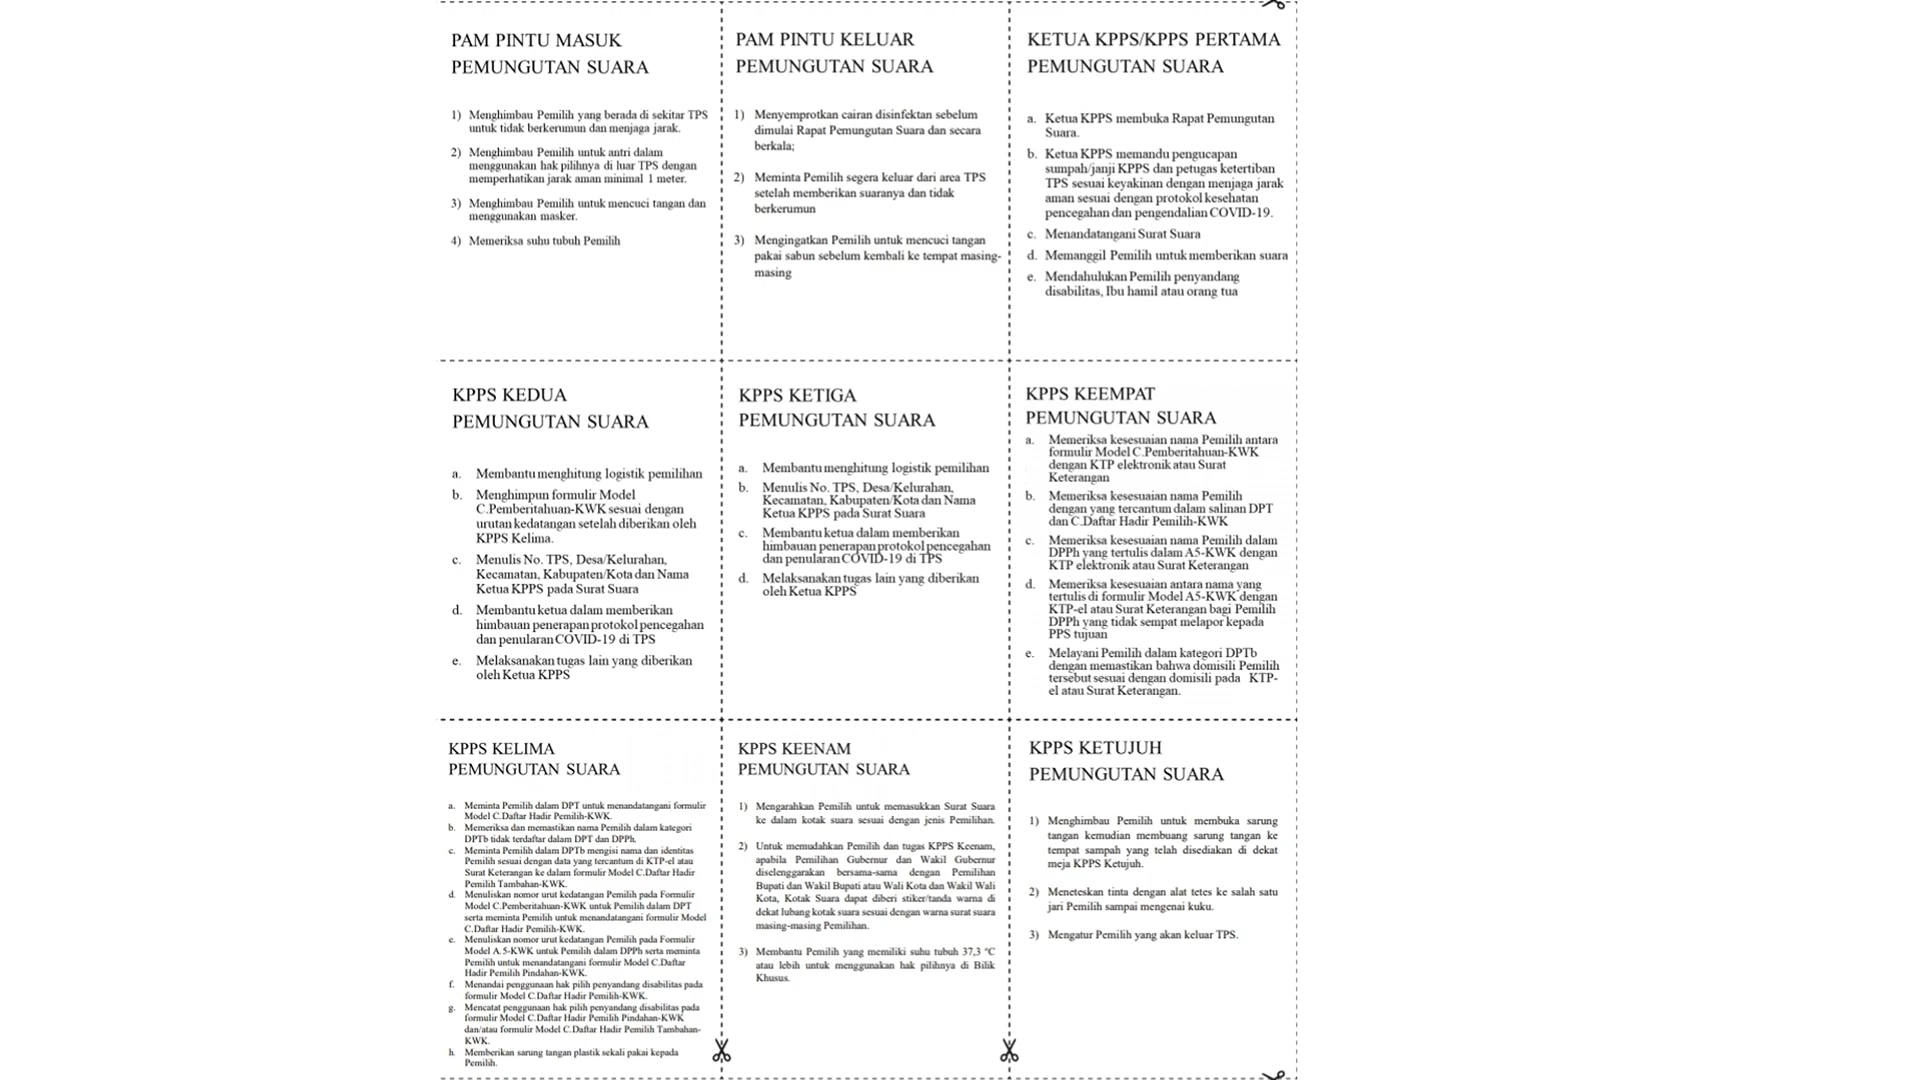 PAM PINTU MASUK
PEMUNGUTAN SUARA
1) Menghimbau Pemilih yang berada di sekitar TPS
untuk tidak berkerumun dan menjaga jarak.
2) Menghimbau Pemilih untuk antri dalam
menggunakan hak pilihnya di luar TPS dengan
memperhatikan jarak aman minimal 1 meter.
3) Menghimbau Pemilih untuk mencuci tangan dan
menggunakan masker.
4) Memeriksa suhu tubuh Pemilih
PAM PINTU KELUAR
PEMUNGUTAN SUARA
1) Menyemprotkan cairan disinfektan sebelum
dimulai Rapat Pemungutan Suara dan secara
berkala;
2) Meminta Pemilih segera keluar dari area TPS
setelah memberikan suaranya dan tidak
berkerumun
3) Mengingatkan Pemilih untuk mencuci tangan
pakai sabun sebelum kembali ke tempat masing-
masing
KETUA KPPS/KPPS PERTAMA
PEMUNGUTAN SUARA
a. Ketua KPPS membuka Rapat Pemungutan
Suara.
b. Ketua KPPS memandu pengucapan
sumpah/janji KPPS dan petugas ketertiban
TPS sesuai keyakinan dengan menjaga jarak
aman sesuai dengan protokol kesehatan
pencegahan dan pengendalian COVID-19.
c. Menandatangani Surat Suara
d. Memanggil Pemilih untuk memberikan suara
e. Mendahulukan Pemilih penyandang
disabilitas, Ibu hamil atau orang tua
KPPS KEDUA
PEMUNGUTAN SUARA
a. Membantu menghitung logistik pemilihan
b. Menghimpun formulir Model
C.Pemberitahuan-KWK sesuai dengan
urutan kedatangan setelah diberikan oleh
KPPS Kelima.
c. Menulis No. TPS, Desa/Kelurahan,
Kecamatan, Kabupaten/Kota dan Nama
Ketua KPPS pada Surat Suara
d. Membantu ketua dalam memberikan
himbauan penerapan protokol pencegahan
dan penularan COVID-19 di TPS
e. Melaksanakan tugas lain yang diberikan
oleh Ketua KPPS
KPPS KETIGA
PEMUNGUTAN SUARA
a. Membantu menghitung logistik pemilihan
b. Menulis No. TPS, Desa/Kelurahan,
Kecamatan, Kabupaten/Kota dan Nama
Ketua KPPS pada Surat Suara
c. Membantu ketua dalam memberikan
himbauan penerapan protokol pencegahan
dan penularan COVID-19 di TPS
d. Melaksanakan tugas lain yang diberikan
oleh Ketua KPPS
KPPS KEEMPAT
PEMUNGUTAN SUARA
a. Memeriksa kesesuaian nama Pemilih antara
formulir Model C.Pemberitahuan-KWK
dengan KTP elektronik atau Surat
Keterangan
b. Memeriksa kesesuaian nama Pemilih
dengan yang tercantum dalam salinan DPT
dan C.Daftar Hadir Pemilih-KWK
c. Memeriksa kesesuaian nama Pemilih dalam
DPPh yang tertulis dalam A5-KWK dengan
KTP elektronik atau Surat Keterangan
d. Memeriksa kesesuaian antara nama yang
tertulis di formulir Model A5-KWK dengan
KTP-el atau Surat Keterangan bagi Pemilih
DPPh yang tidak sempat melapor kepada
PPS tujuan
e. Melayani Pemilih dalam kategori DPTb
dengan memastikan bahwa domisili Pemilih
tersebut sesuai dengan domisili pada KTP-
el atau Surat Keterangan.
KPPS KELIMA
PEMUNGUTAN SUARA
a. Meminta Pemilih dalam DPT untuk menandatangani formulir
Model C.Daftar Hadir Pemilih-KWK.
b. Memeriksa dan memastikan nama Pemilih dalam kategori
DPTb tidak terdaftar dalam DPT dan DPPh.
c. Meminta Pemilih dalam DPTb mengisi nama dan identitas
Pemilih sesuai dengan data yang tercantum di KTP-el atau
Surat Keterangan ke dalam formulir Model C.Daftar Hadir
Pemilih Tambahan-KWK.
d. Menuliskan nomor urut kedatangan Pemilih pada Formulir
Model C.Pemberitahuan-KWK untuk Pemilih dalam DPT
serta meminta Pemilih untuk menandatangani formulir Model
C.Daftar Hadir Pemilih-KWK.
e. Menuliskan nomor urut kedatangan Pemilih pada Formulir
Model A.5-KWK untuk Pemilih dalam DPPh serta meminta
Pemilih untuk menandatangani formulir Model C.Daftar
Hadir Pemilih Pindahan-KWK.
f. Menandai penggunaan hak pilih penyandang disabilitas pada
formulir Model C.Daftar Hadir Pemilih-KWK.
g. Mencatat penggunaan hak pilih penyandang disabilitas pada
formulir Model C.Daftar Hadir Pemilih Pindahan-KWK
dan/atau formulir Model C.Daftar Hadir Pemilih Tambahan-
KWK.
h. Memberikan sarung tangan plastik sekali pakai kepada
Pemilih.
KPPS KEENAM
PEMUNGUTAN SUARA
1) Mengarahkan Pemilih untuk memasukkan Surat Suara
ke dalam kotak suara sesuai dengan jenis Pemilihan.
2) Untuk memudahkan Pemilih dan tugas KPPS Keenam,
apabila Pemilihan Gubernur dan Wakil Gubernur
diselenggarakan bersama-sama dengan Pemilihan
Bupati dan Wakil Bupati atau Wali Kota dan Wakil Wali
Kota, Kotak Suara dapat diberi stiker/tanda warna di
dekat lubang kotak suara sesuai dengan warna surat suara
masing-masing Pemilihan.
3) Membantu Pemilih yang memiliki suhu tubuh 37,3 °C
atau lebih untuk menggunakan hak pilihnya di Bilik
Khusus.
KPPS KETUJUH
PEMUNGUTAN SUARA
1) Menghimbau Pemilih untuk membuka sarung
tangan kemudian membuang sarung tangan ke
tempat sampah yang telah disediakan di dekat
meja KPPS Ketujuh.
2) Meneteskan tinta dengan alat tetes ke salah satu
jari Pemilih sampai mengenai kuku.
3) Mengatur Pemilih yang akan keluar TPS.